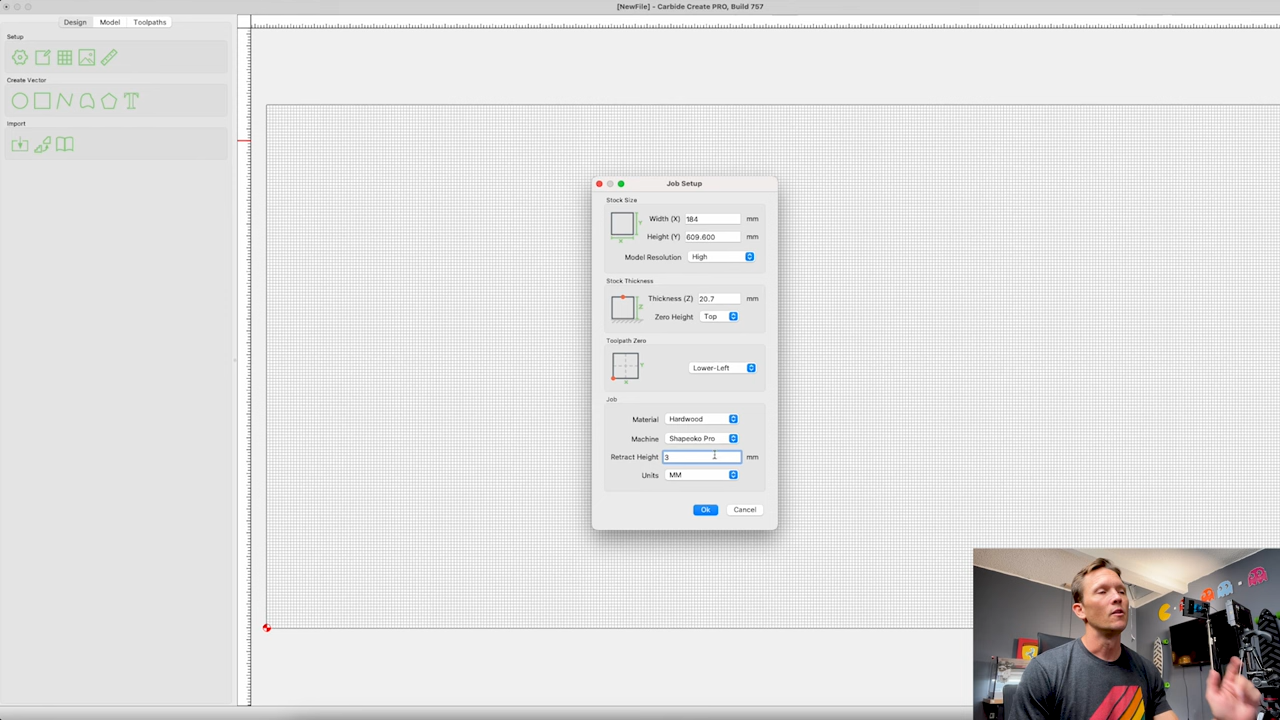 [NewFile] - Carbide Create PRO, Build 757
Design Model Toolpaths
Setup
Create Vector
Import
Job Setup
Stock Size
Width (X) 184 mm
Height (Y) 609.600 mm
Model Resolution High
Stock Thickness
Thickness (Z) 20.7 mm
Zero Height Top
Toolpath Zero
Lower-Left
Job
Material Hardwood
Machine Shapeoko Pro
Retract Height 3 mm
Units MM
Ok Cancel